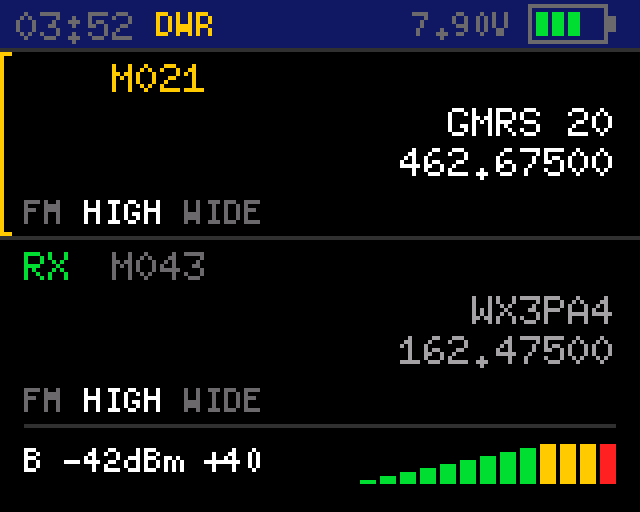 03:52 DWR 7.90V
M021
GMRS 20
462.67500
FM HIGH WIDE
RX M043
WX3PA4
162.47500
FM HIGH WIDE
B -42dBm +40